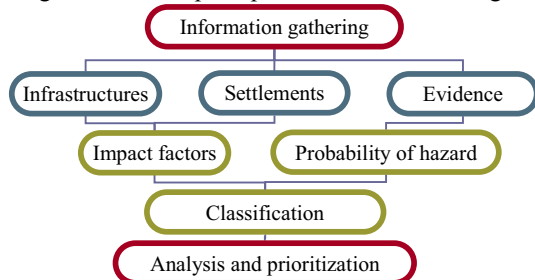 Information gathering
Infrastructures Settlements Evidence
Impact factors Probability of hazard
Classification
Analysis and prioritization